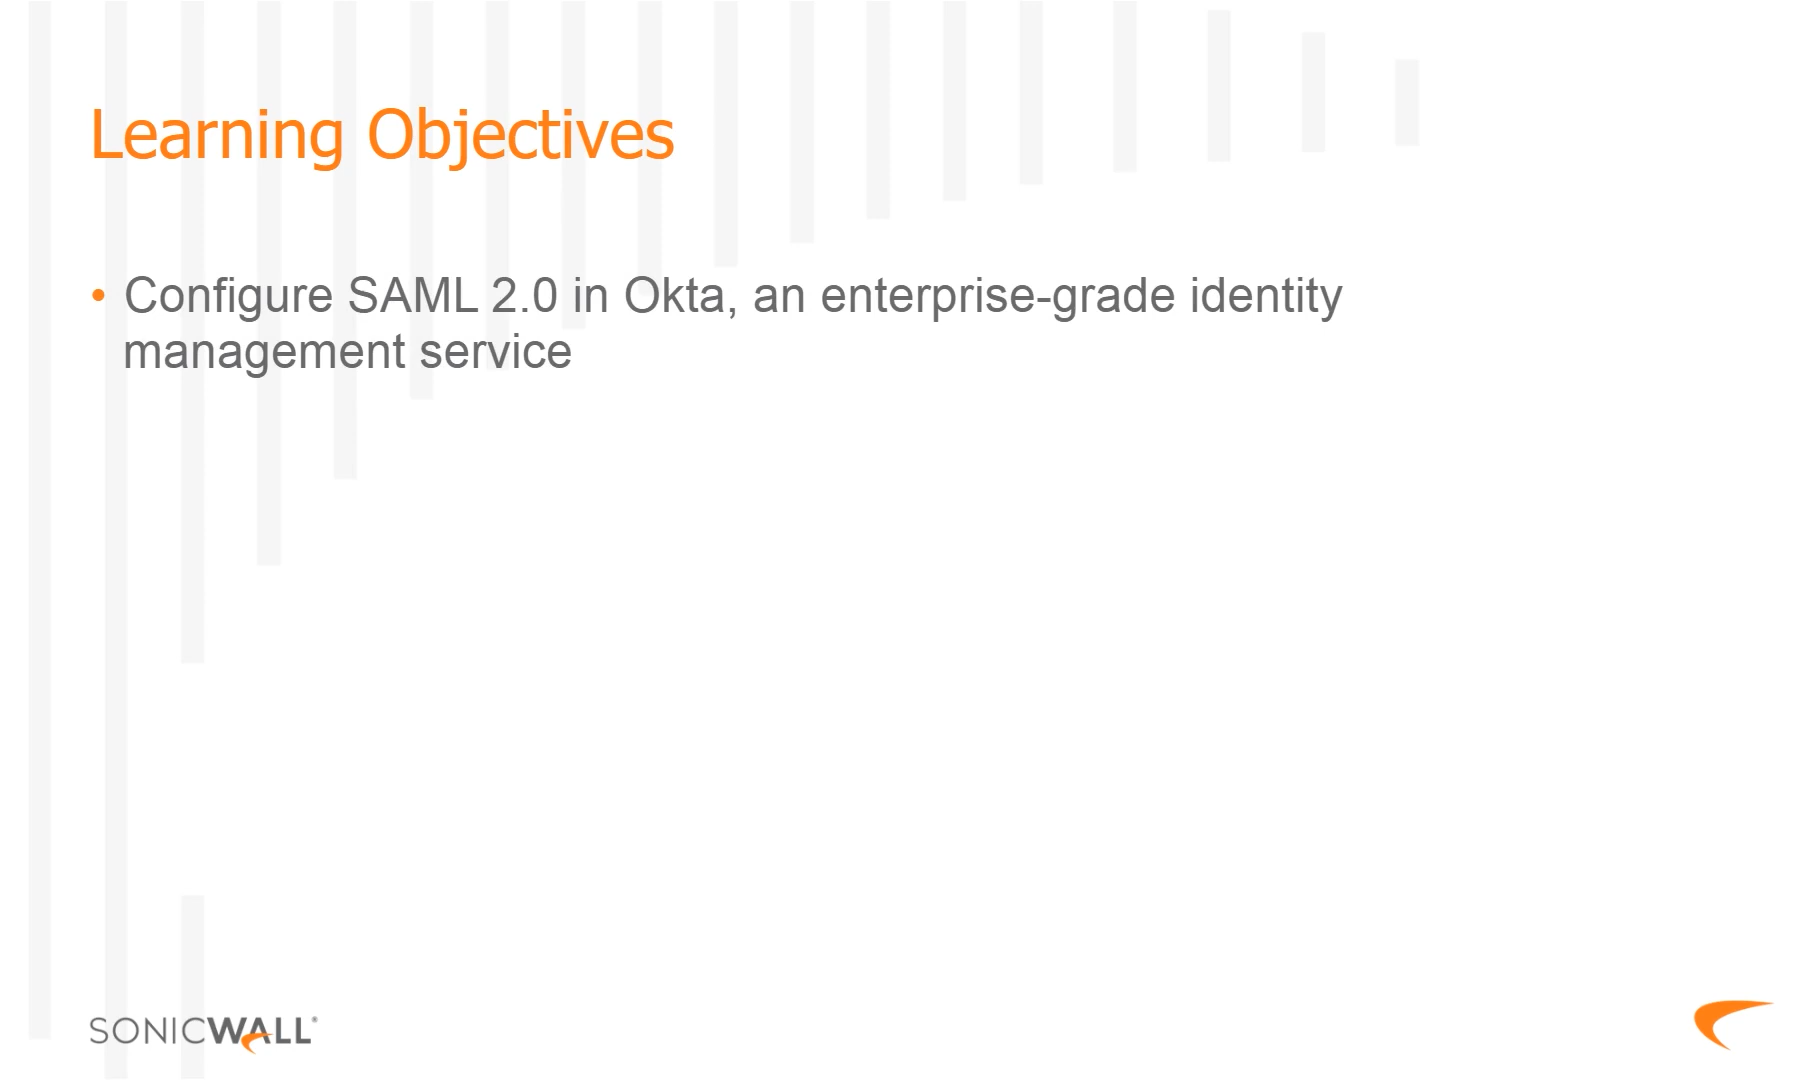 Learning Objectives
• Configure SAML 2.0 in Okta, an enterprise-grade identity
management service
SONICWALL®